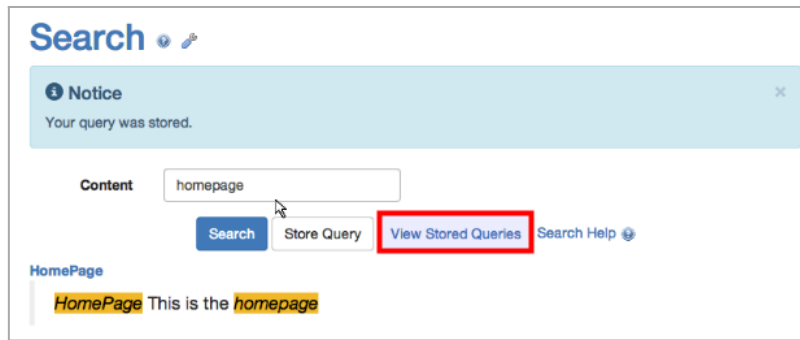 Search
Notice
Your query was stored.
Content homepage
Search Store Query View Stored Queries Search Help
HomePage
HomePage This is the homepage